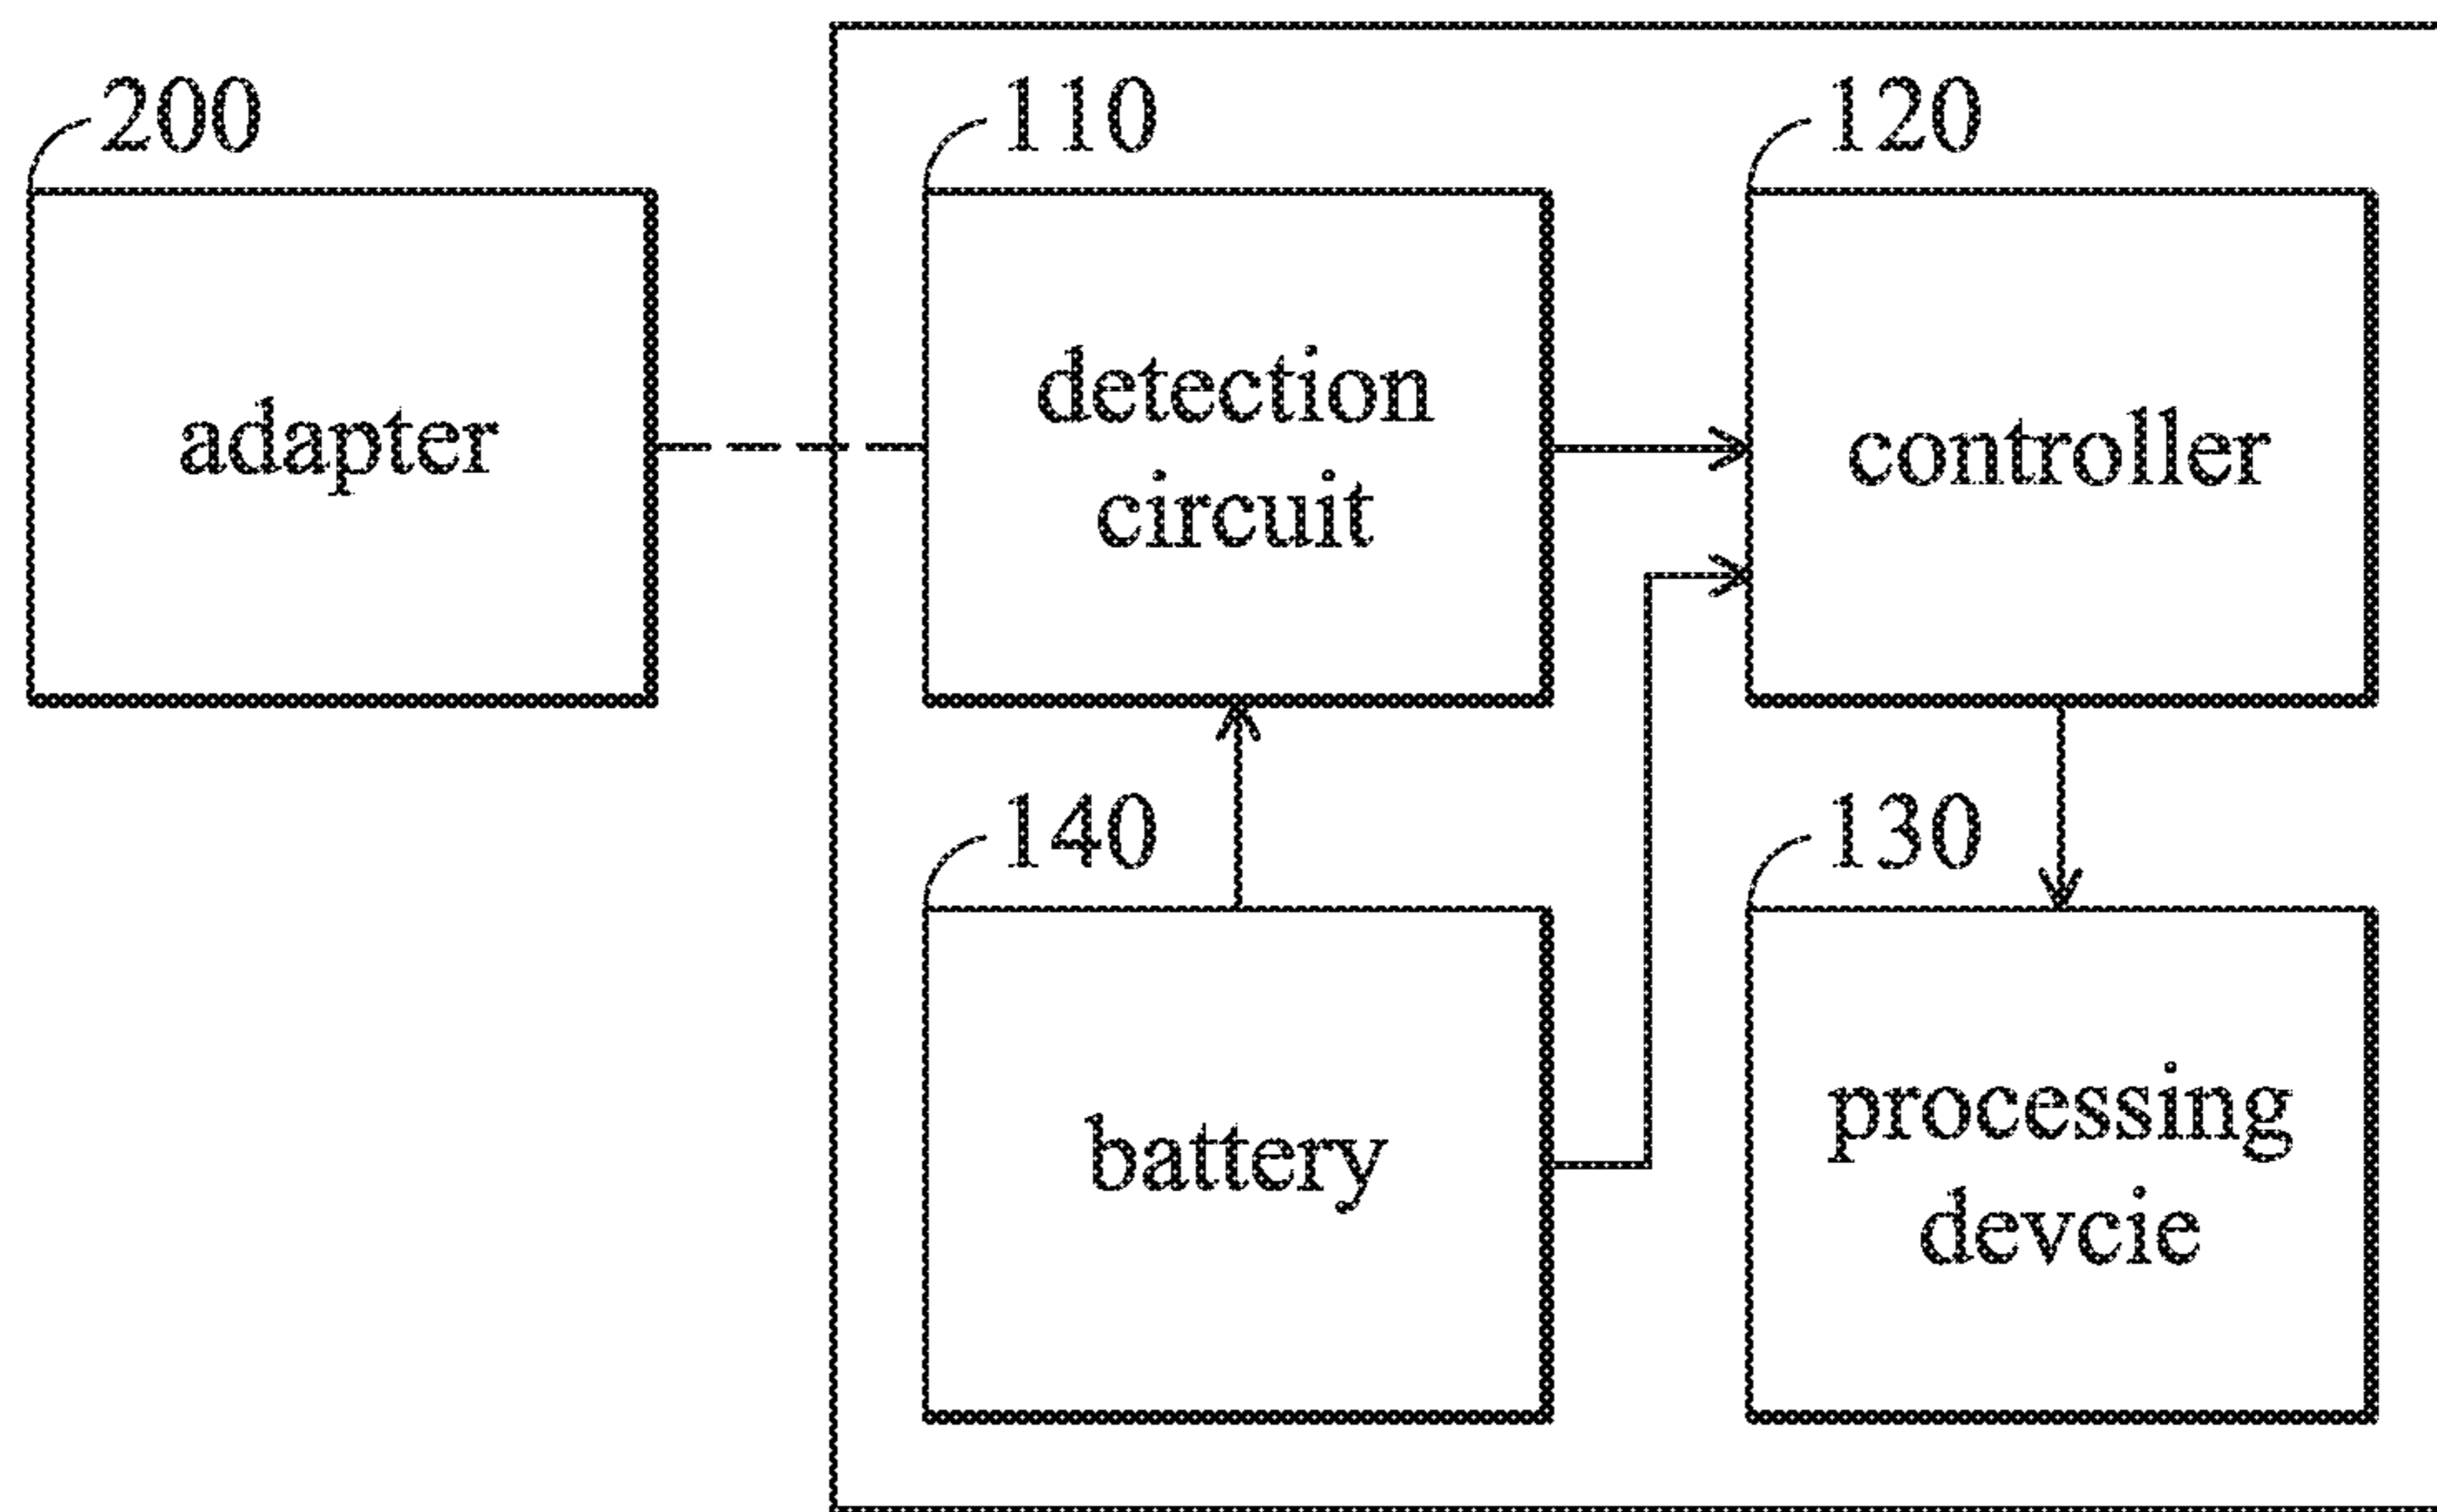 200
adapter
110
detection
circuit
120
controller
140
battery
130
processing
devcie